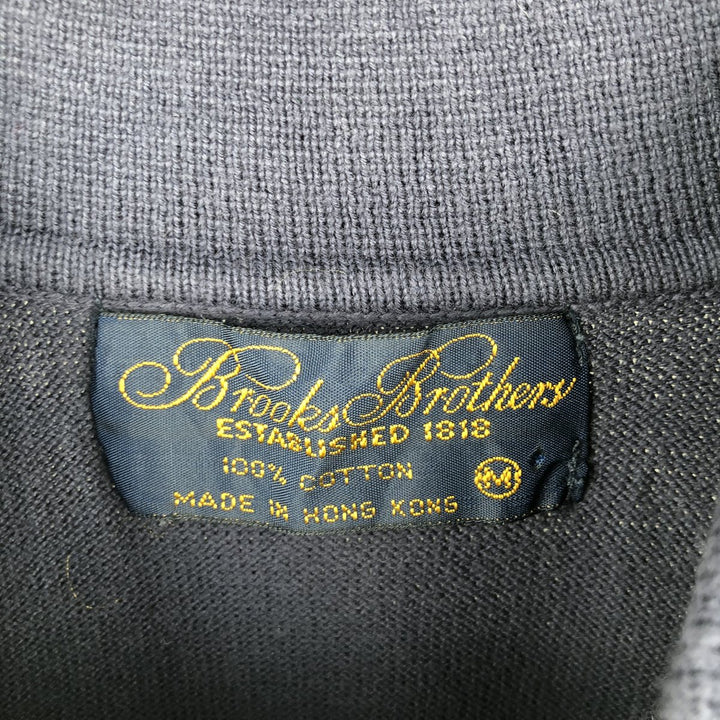 Brooks Brothers
ESTABLISHED 1818
100% COTTON
M
MADE IN HONG KONG